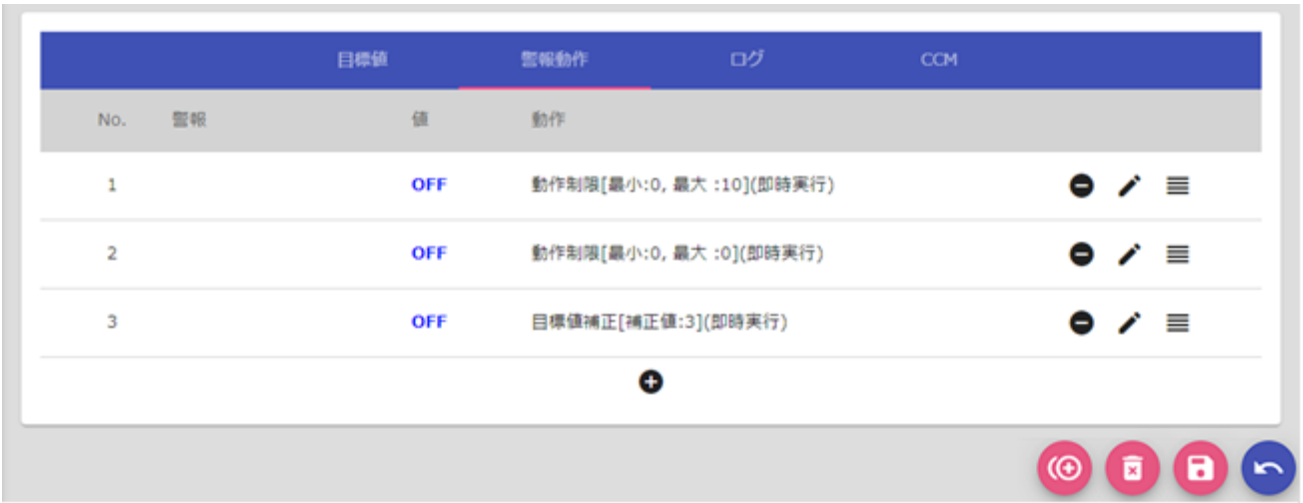 目標値 警報動作 ログ CCM
No. 警報 値 動作
1 OFF 動作制限[最小:0, 最大 :10](即時実行)
2 OFF 動作制限[最小:0, 最大 :0](即時実行)
3 OFF 目標値補正[補正値:3](即時実行)